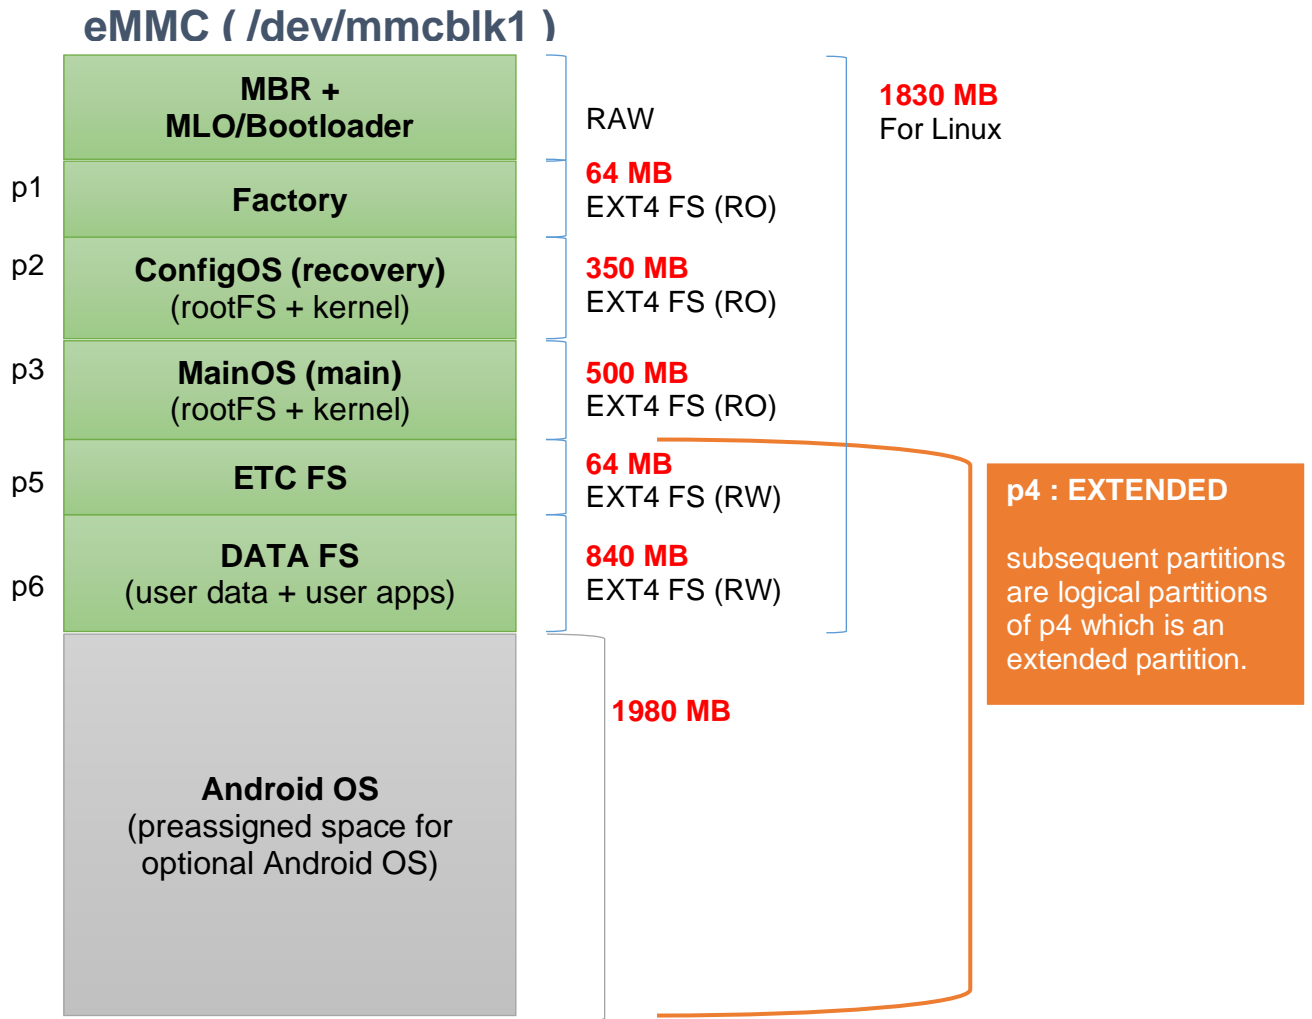 eMMC ( /dev/mmcblk1 )
MBR +
MLO/Bootloader
RAW
1830 MB
For Linux
p1
Factory
64 MB
EXT4 FS (RO)
p2
ConfigOS (recovery)
(rootFS + kernel)
350 MB
EXT4 FS (RO)
p3
MainOS (main)
(rootFS + kernel)
500 MB
EXT4 FS (RO)
p5
ETC FS
64 MB
EXT4 FS (RW)
p6
DATA FS
(user data + user apps)
840 MB
EXT4 FS (RW)
p4 : EXTENDED
subsequent partitions
are logical partitions
of p4 which is an
extended partition.
1980 MB
Android OS
(preassigned space for
optional Android OS)